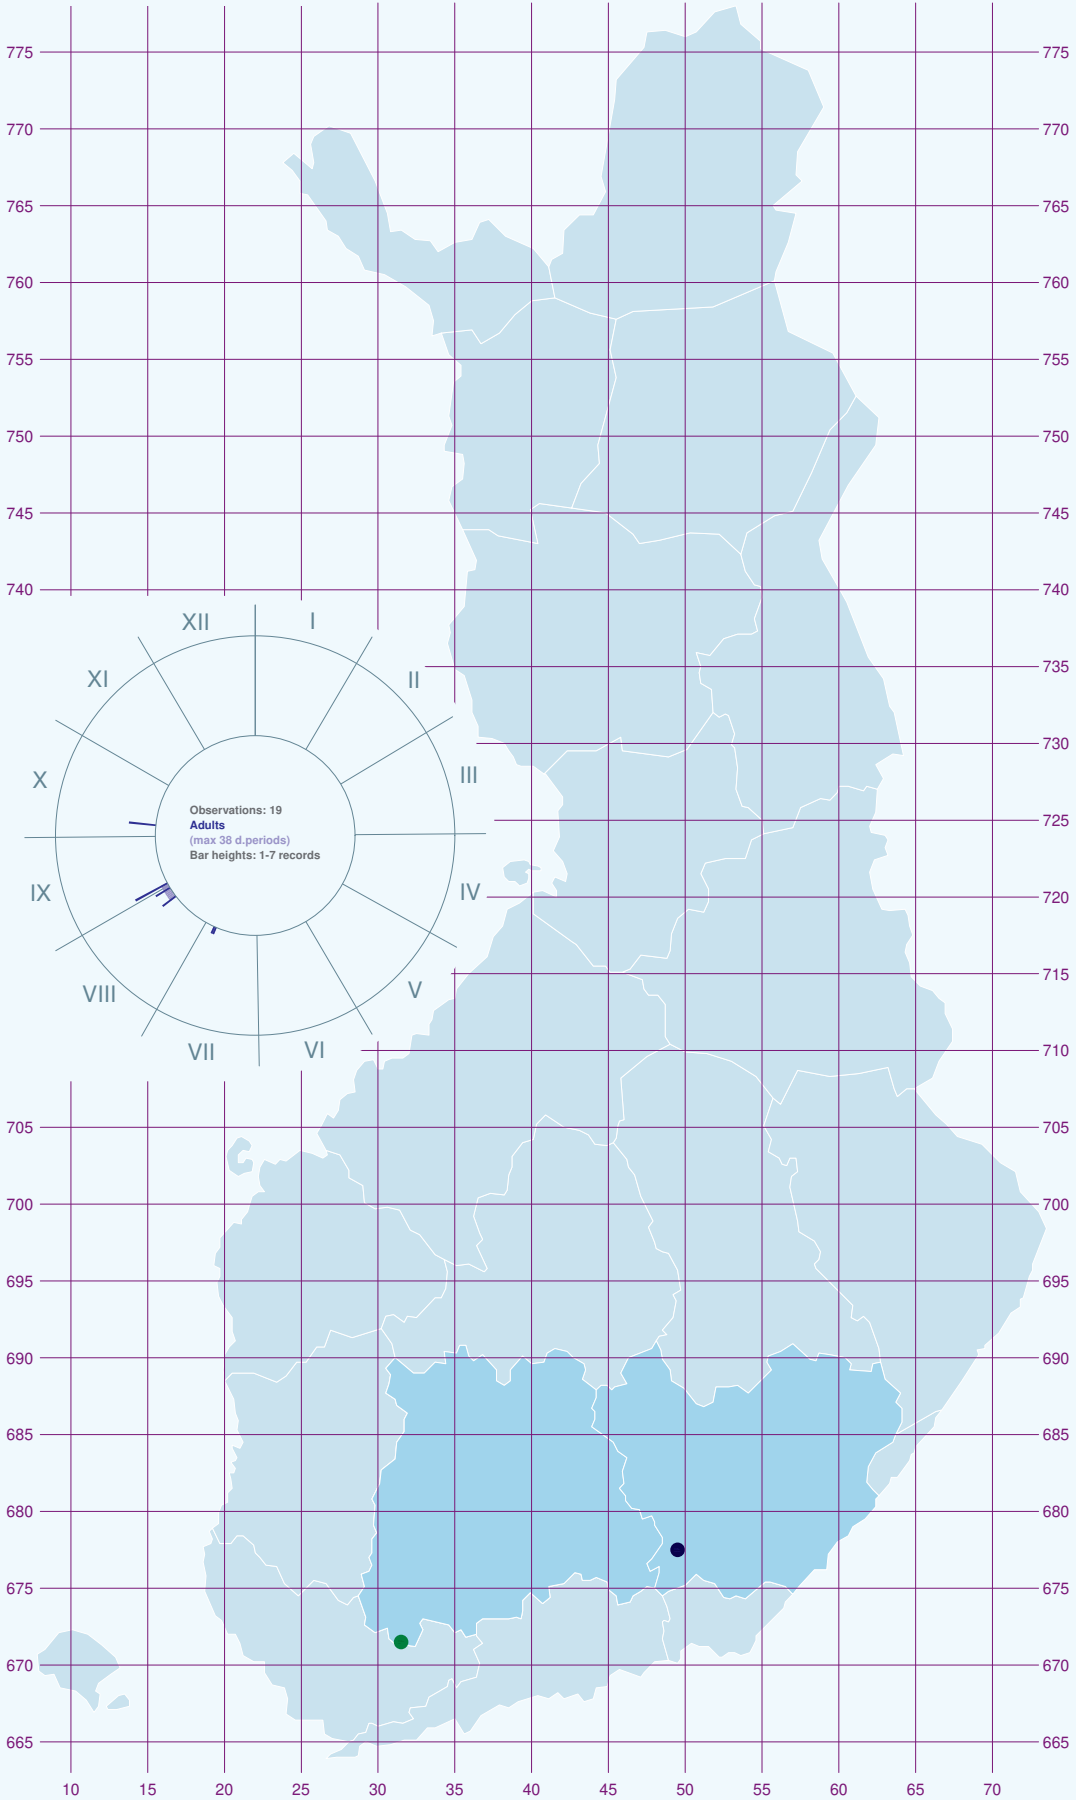 775 775
770 770
765 765
760 760
755 755
750 750
745 745
740 740
XII I
XI II
735
X III
730
Observations: 19
Adults
(max 38 d.periods)
Bar heights: 1-7 records
725
IX IV
720
VIII V
715
VII VI
710
705 705
700 700
695 695
690 690
685 685
680 680
675 675
670 670
665 665
10 15 20 25 30 35 40 45 50 55 60 65 70